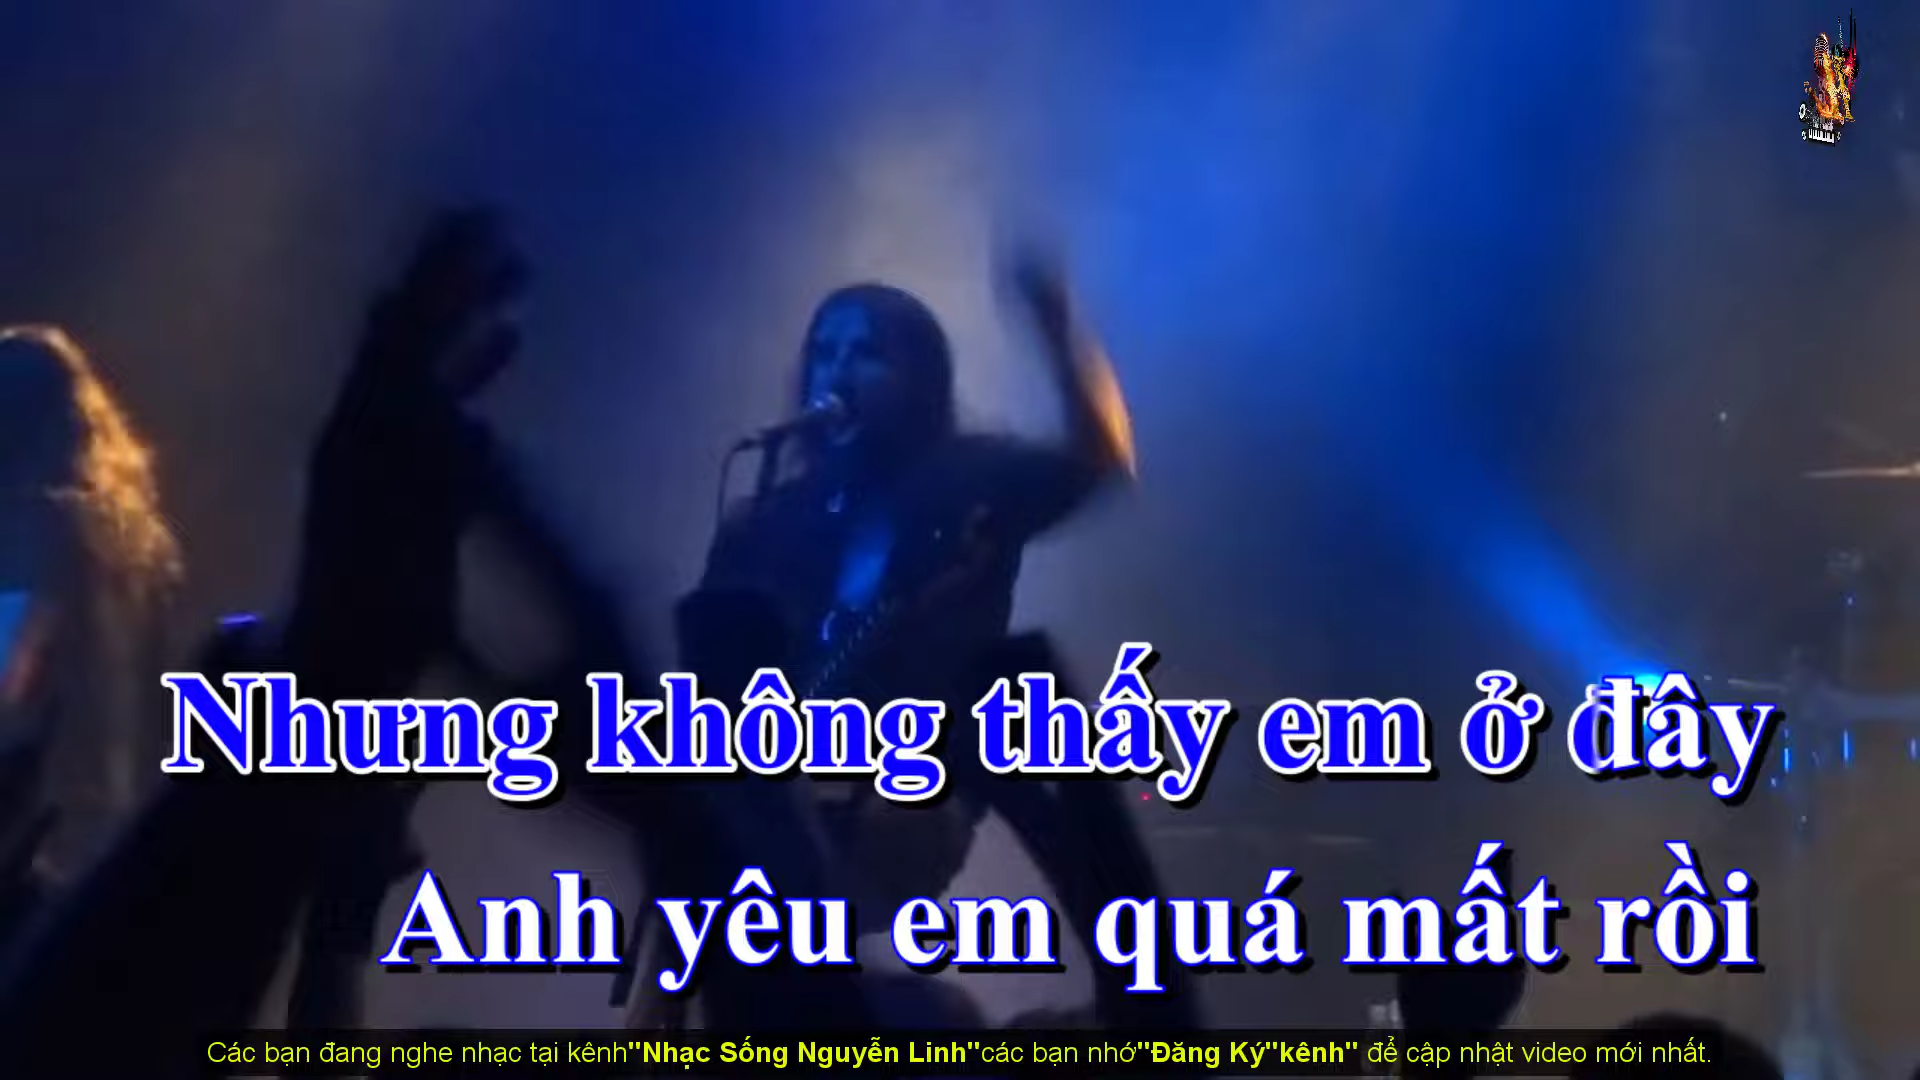 Nhưng không thấy em ở đây
Anh yêu em quá mất rồi
Các bạn đang nghe nhạc tại kênh"Nhạc Sống Nguyễn Linh"các bạn nhớ"Đăng Ký"kênh" để cập nhật video mới nhất.